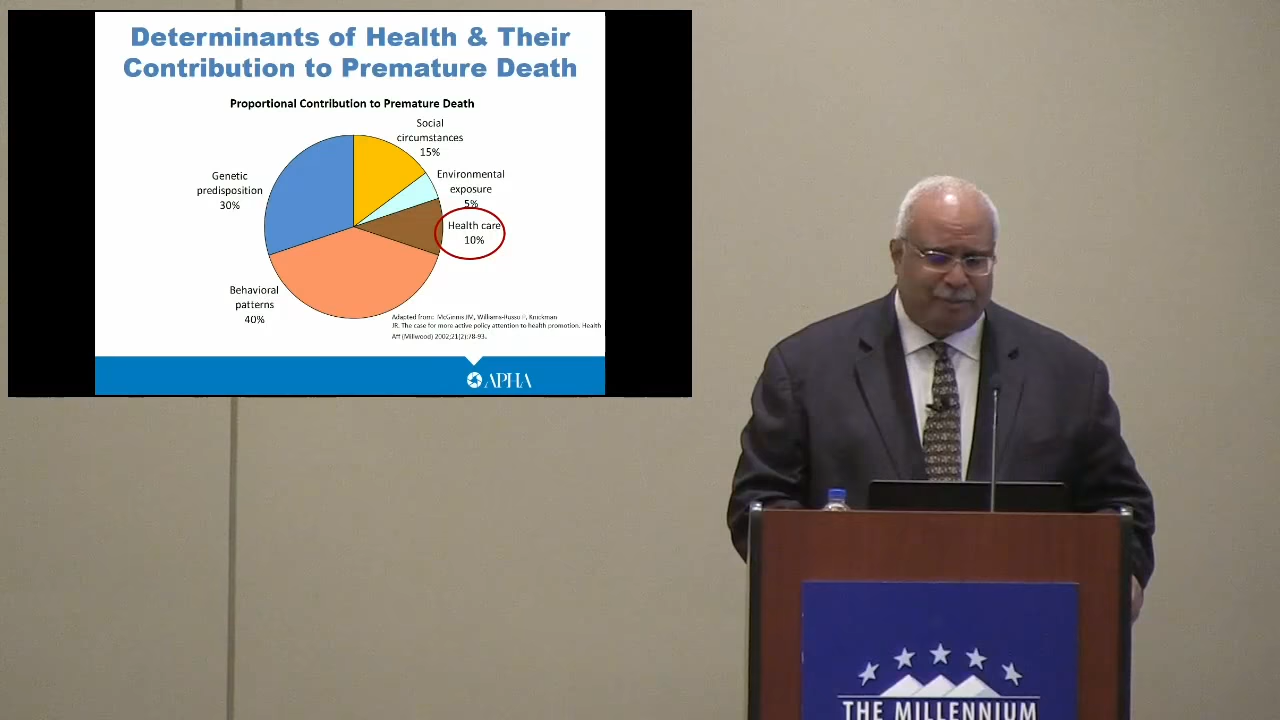 Determinants of Health & Their
Contribution to Premature Death
Proportional Contribution to Premature Death
Social
circumstances
15%
Environmental
exposure
5%
Health care
10%
Genetic
predisposition
30%
Behavioral
patterns
40%
Adapted from: McGinnis JM, Williams-Russo P, Knickman
JR. The case for more active policy attention to health promotion. Health
Aff (Millwood) 2002;21(2):78-93.
APHA
THE MILLENNIUM